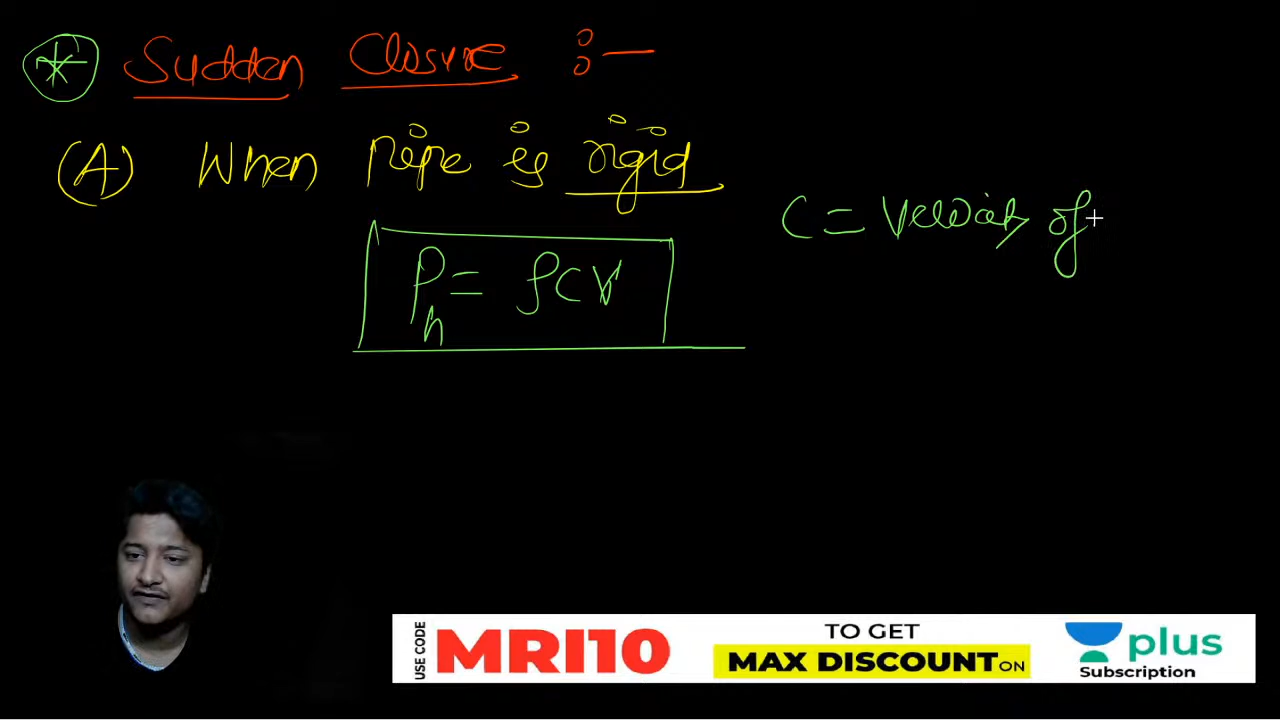 * Sudden Closure :-
(A) When pipe is rigid
Ph = ρCV
C = Velocity of
USE CODE MRI10
TO GET
MAX DISCOUNT ON
plus
Subscription